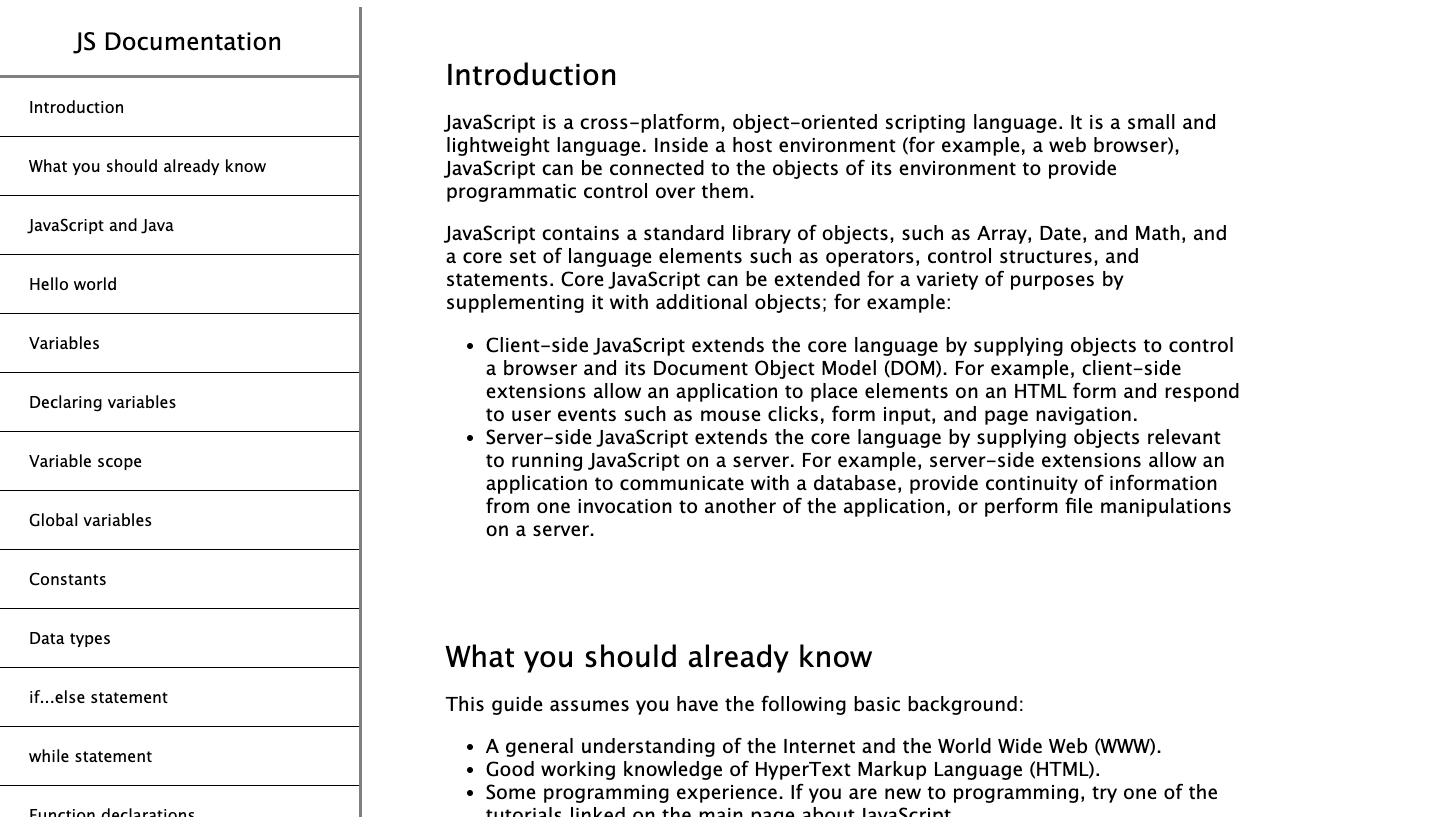 JS Documentation
Introduction
What you should already know
JavaScript and Java
Hello world
Variables
Declaring variables
Variable scope
Global variables
Constants
Data types
if...else statement
while statement
Function declarations
Introduction
JavaScript is a cross-platform, object-oriented scripting language. It is a small and
lightweight language. Inside a host environment (for example, a web browser),
JavaScript can be connected to the objects of its environment to provide
programmatic control over them.
JavaScript contains a standard library of objects, such as Array, Date, and Math, and
a core set of language elements such as operators, control structures, and
statements. Core JavaScript can be extended for a variety of purposes by
supplementing it with additional objects; for example:
• Client-side JavaScript extends the core language by supplying objects to control
a browser and its Document Object Model (DOM). For example, client-side
extensions allow an application to place elements on an HTML form and respond
to user events such as mouse clicks, form input, and page navigation.
• Server-side JavaScript extends the core language by supplying objects relevant
to running JavaScript on a server. For example, server-side extensions allow an
application to communicate with a database, provide continuity of information
from one invocation to another of the application, or perform file manipulations
on a server.
What you should already know
This guide assumes you have the following basic background:
• A general understanding of the Internet and the World Wide Web (WWW).
• Good working knowledge of HyperText Markup Language (HTML).
• Some programming experience. If you are new to programming, try one of the
tutorials linked on the main page about JavaScript.